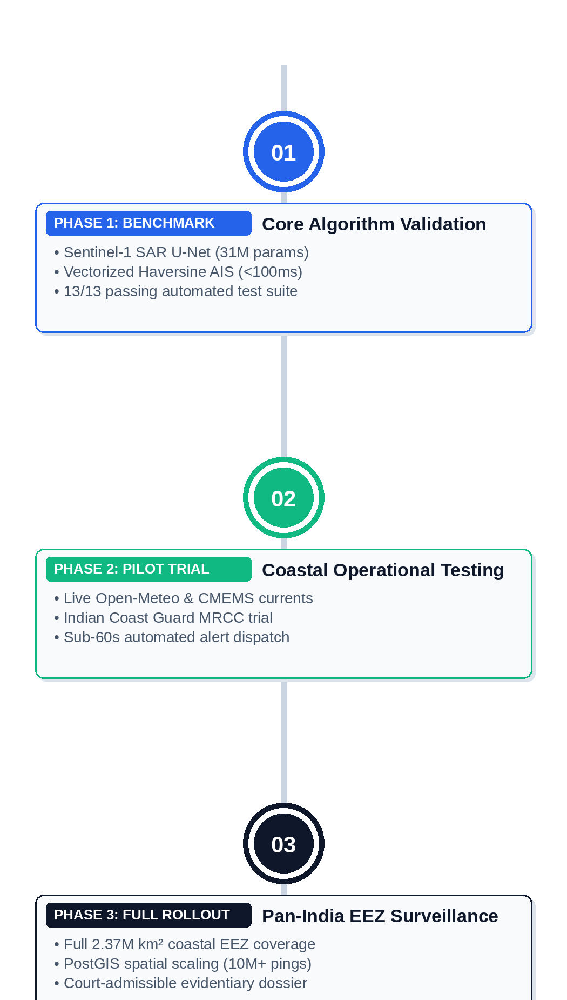 01
PHASE 1: BENCHMARK Core Algorithm Validation
• Sentinel-1 SAR U-Net (31M params)
• Vectorized Haversine AIS (<100ms)
• 13/13 passing automated test suite
02
PHASE 2: PILOT TRIAL Coastal Operational Testing
• Live Open-Meteo & CMEMS currents
• Indian Coast Guard MRCC trial
• Sub-60s automated alert dispatch
03
PHASE 3: FULL ROLLOUT Pan-India EEZ Surveillance
• Full 2.37M km² coastal EEZ coverage
• PostGIS spatial scaling (10M+ pings)
• Court-admissible evidentiary dossier